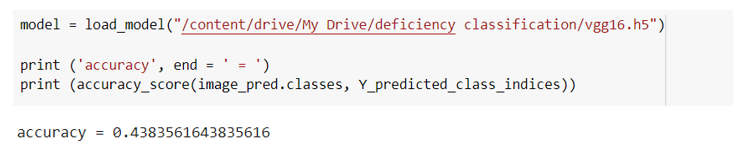 model = load_model("/content/drive/My Drive/deficiency classification/vgg16.h5")
print ('accuracy', end = ' = ')
print (accuracy_score(image_pred.classes, Y_predicted_class_indices))
accuracy = 0.4383561643835616